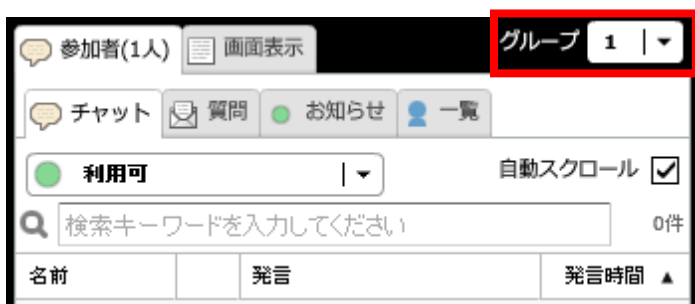 参加者(1人) 画面表示 グループ 1
チャット 質問 お知らせ 一覧
利用可 自動スクロール
検索キーワードを入力してください 0件
名前 発言 発言時間 ▲